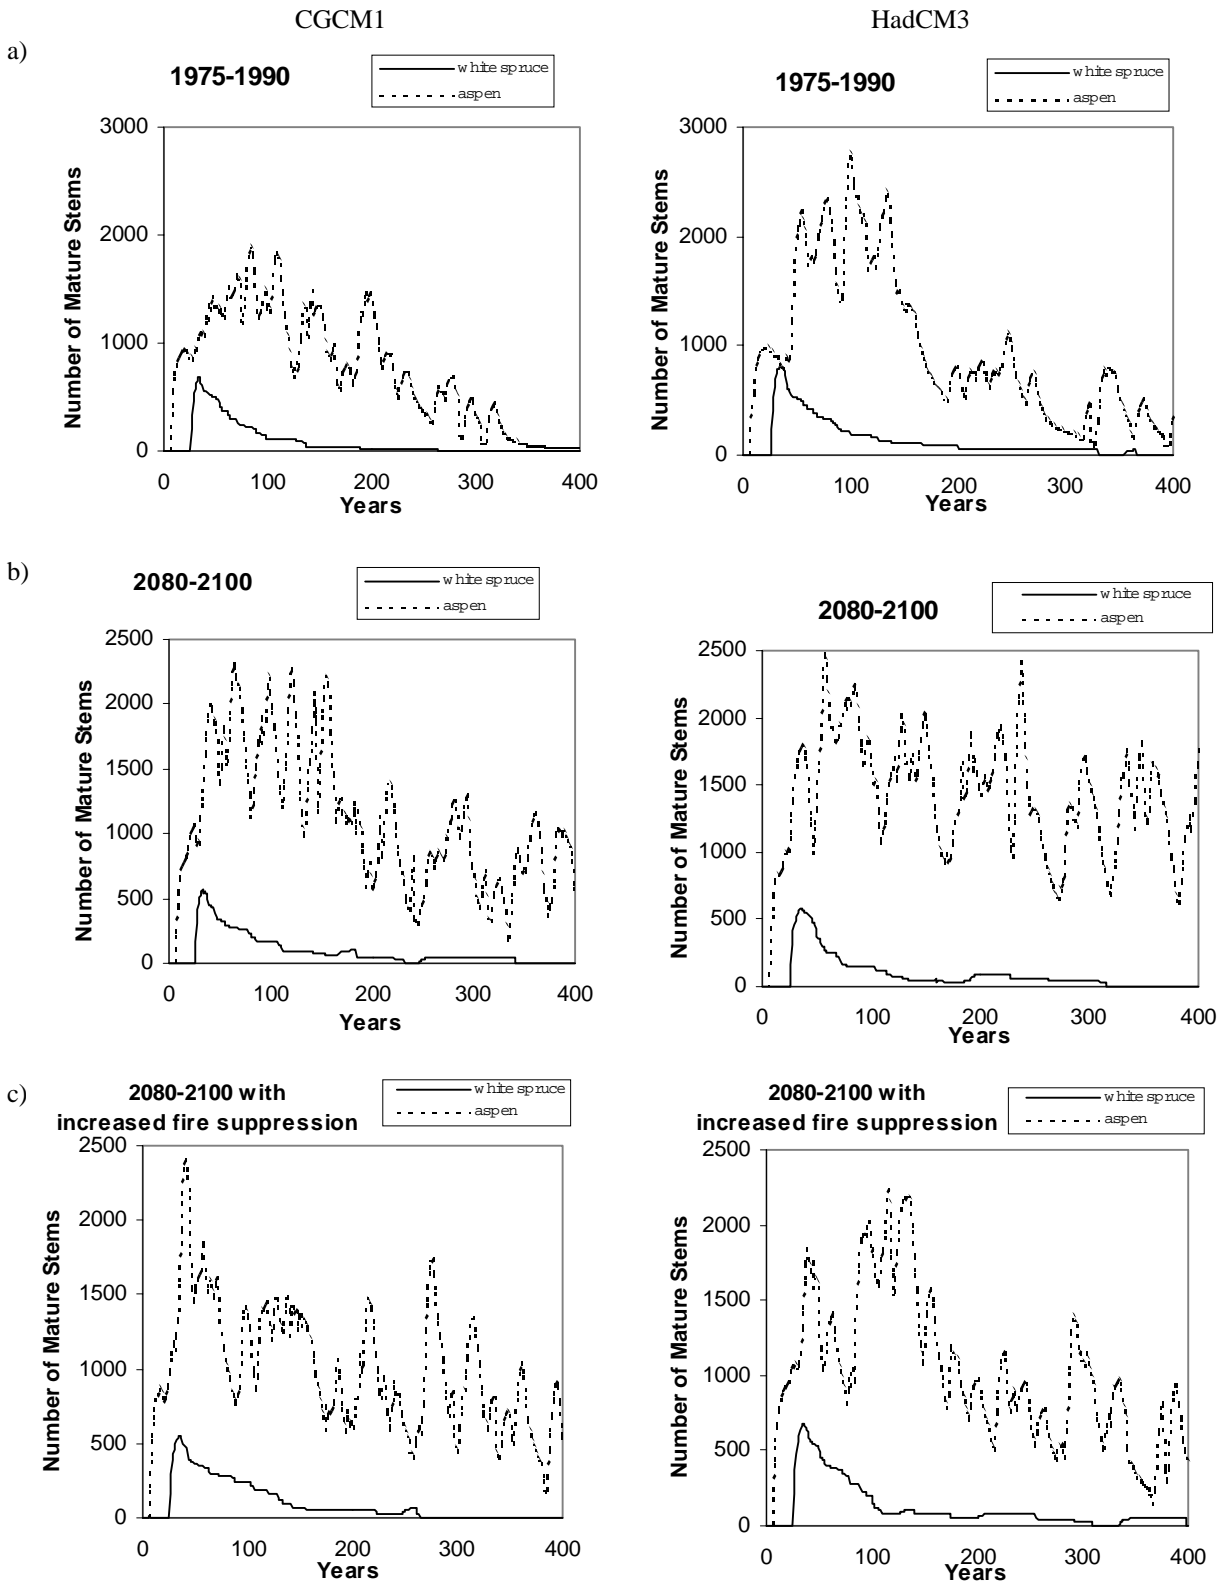 CGCM1
HadCM3
a)
1975-1990
white spruce
aspen
3000
2000
1000
0
Number of Mature Stems
0 100 200 300 400
Years
1975-1990
white spruce
aspen
3000
2000
1000
0
Number of Mature Stems
0 100 200 300 400
Years
b)
2080-2100
white spruce
aspen
2500
2000
1500
1000
500
0
Number of Mature Stems
0 100 200 300 400
Years
2080-2100
white spruce
aspen
2500
2000
1500
1000
500
0
Number of Mature Stems
0 100 200 300 400
Years
c)
2080-2100 with
increased fire suppression
white spruce
aspen
2500
2000
1500
1000
500
0
Number of Mature Stems
0 100 200 300 400
Years
2080-2100 with
increased fire suppression
white spruce
aspen
2500
2000
1500
1000
500
0
Number of Mature Stems
0 100 200 300 400
Years